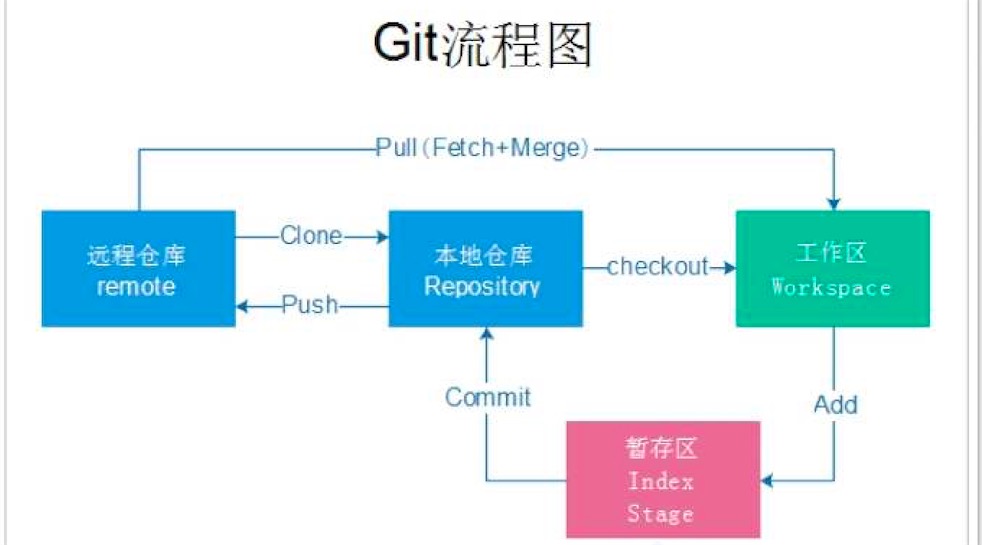 Git流程图
Pull(Fetch+Merge)
远程仓库
remote
Clone
Push
本地仓库
Repository
checkout
工作区
Workspace
Commit
Add
暂存区
Index
Stage